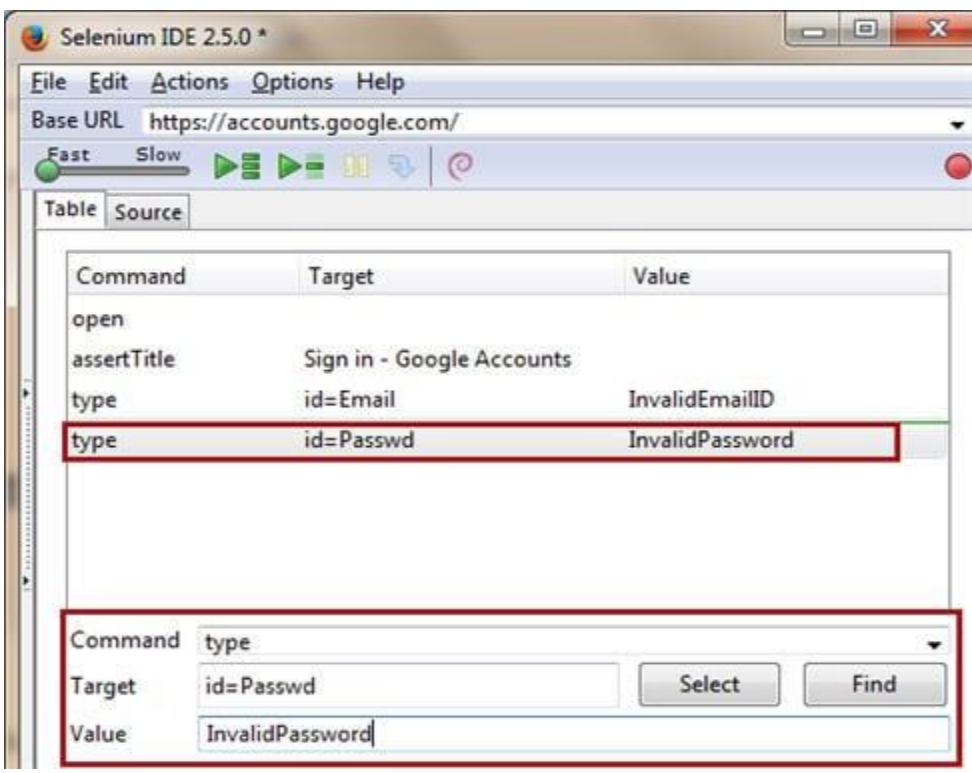 Selenium IDE 2.5.0 *
File Edit Actions Options Help
Base URL https://accounts.google.com/
Fast Slow
Table Source
Command Target Value
open
assertTitle Sign in - Google Accounts
type id=Email InvalidEmailID
type id=Passwd InvalidPassword
Command type
Target id=Passwd Select Find
Value InvalidPassword